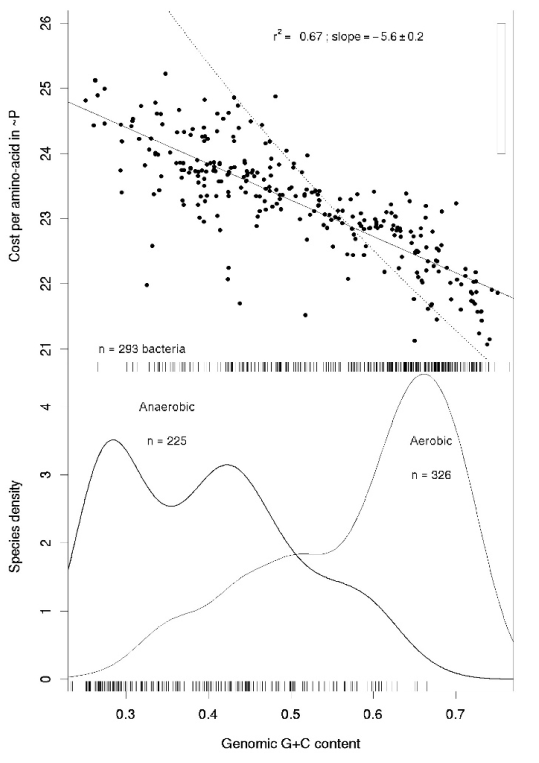 r² = 0.67 ; slope = −5.6 ± 0.2
Cost per amino-acid in ~P
26
25
24
23
22
21
n = 293 bacteria
Anaerobic
n = 225
Aerobic
n = 326
Species density
4
3
2
1
0
0.3 0.4 0.5 0.6 0.7
Genomic G+C content